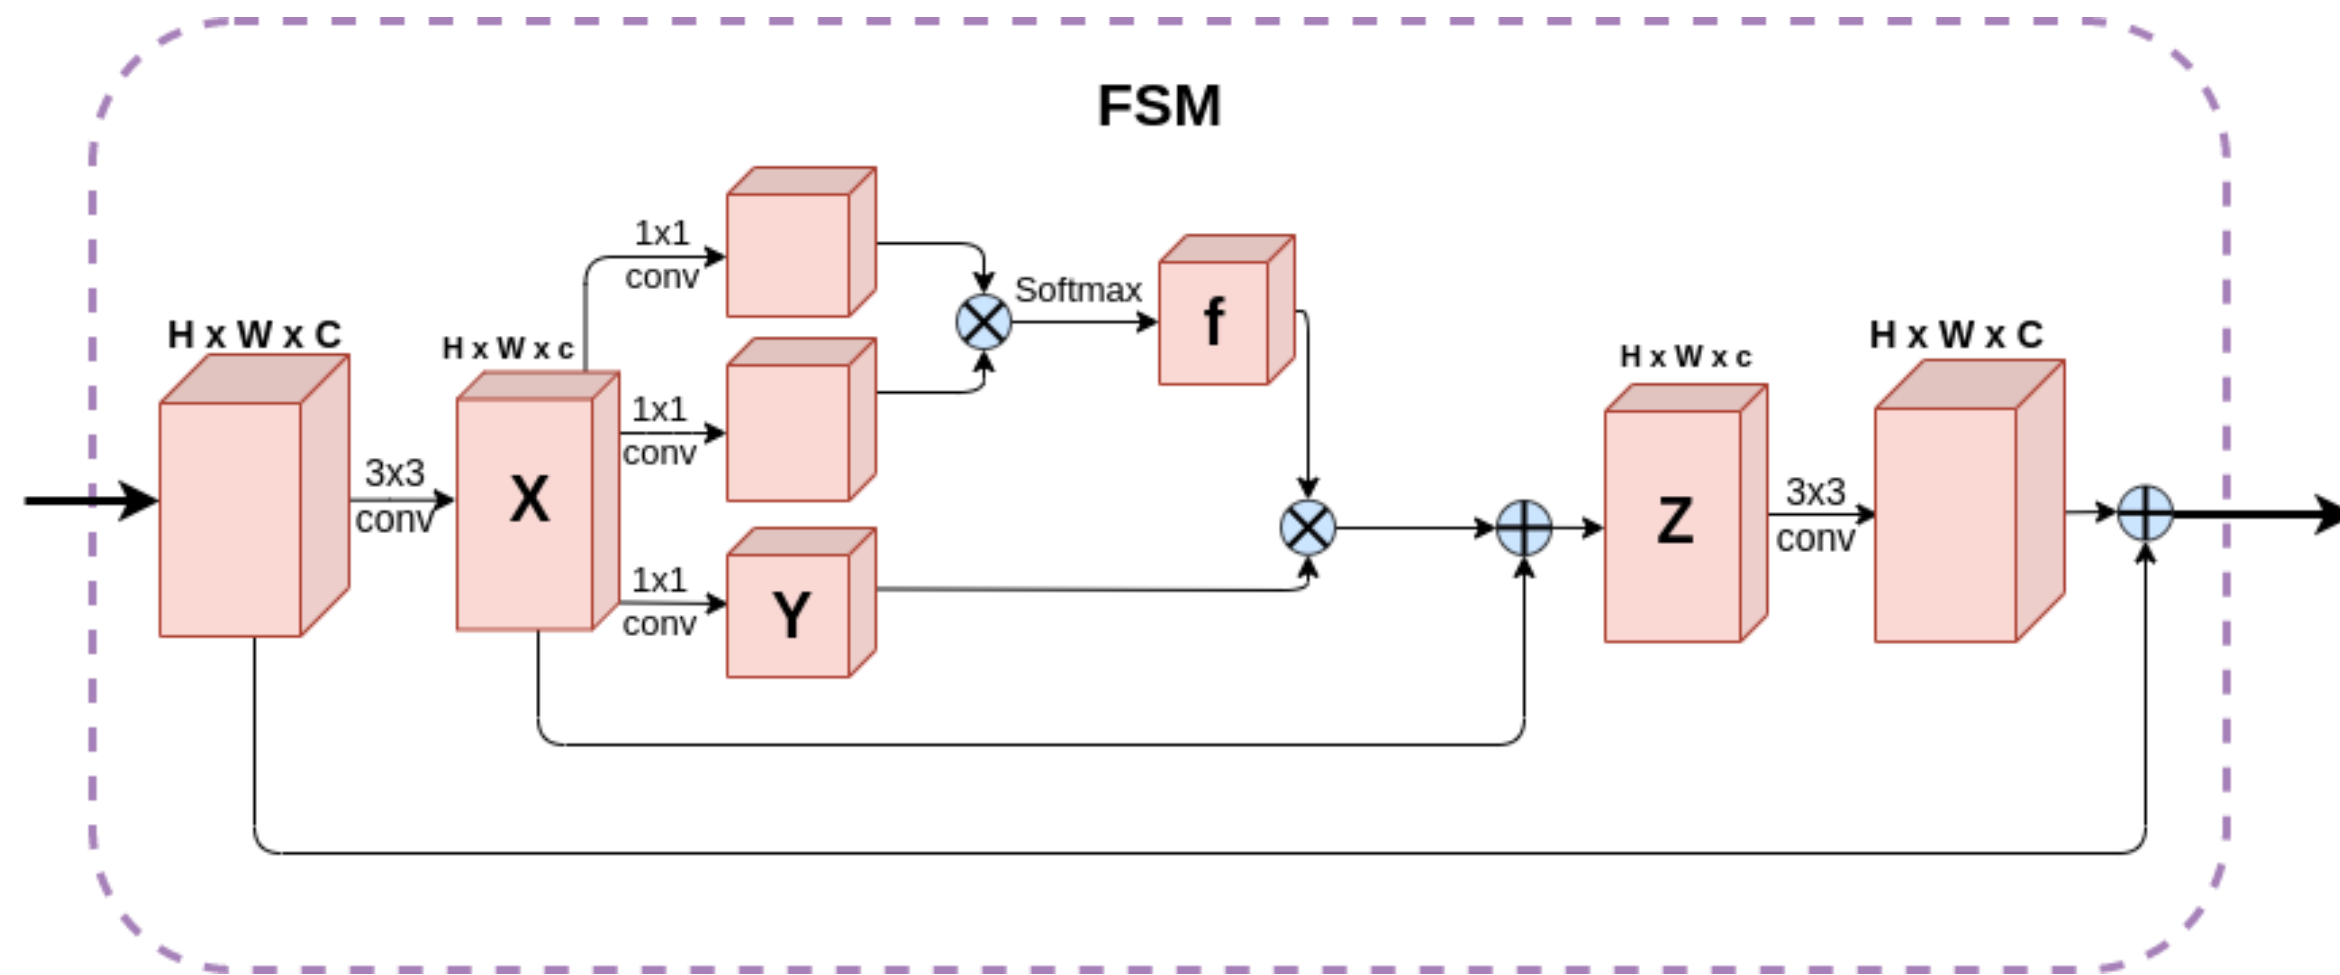 FSM
H x W x C
3x3
conv
H x W x c
X
1x1
conv
1x1
conv
1x1
conv
Y
Softmax
f
H x W x c
Z
3x3
conv
H x W x C